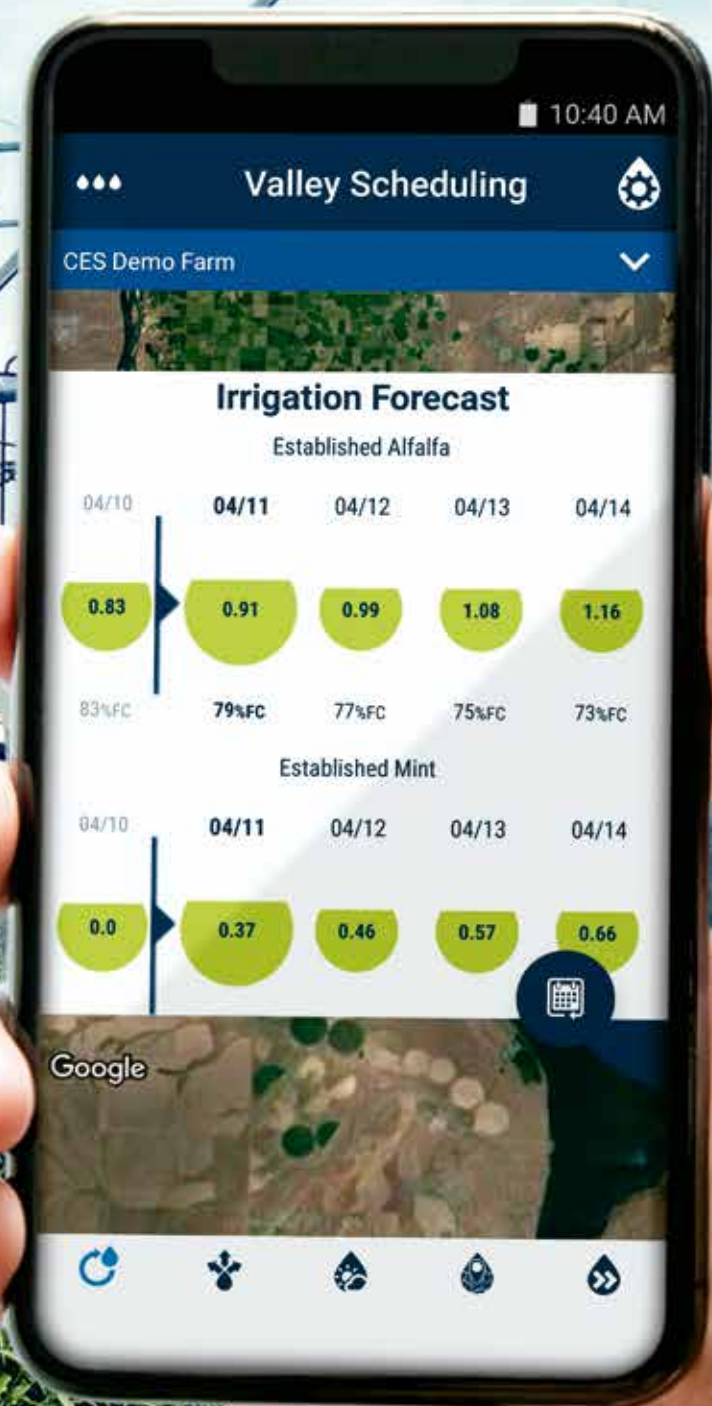 10:40 AM
Valley Scheduling
CES Demo Farm
Irrigation Forecast
Established Alfalfa
04/10 04/11 04/12 04/13 04/14
0.83 0.91 0.99 1.08 1.16
83%FC 79%FC 77%FC 75%FC 73%FC
Established Mint
04/10 04/11 04/12 04/13 04/14
0.0 0.37 0.46 0.57 0.66
Google